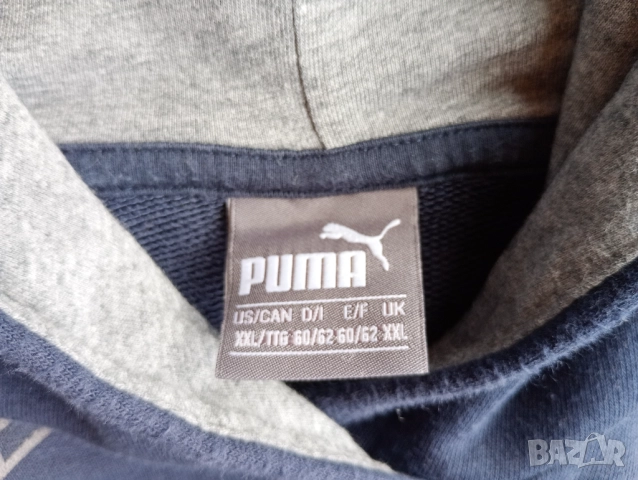 PUMA
US/CAN D/I E/F UK
XXL/TTG 60/62 60/62 XXL
BAZAR